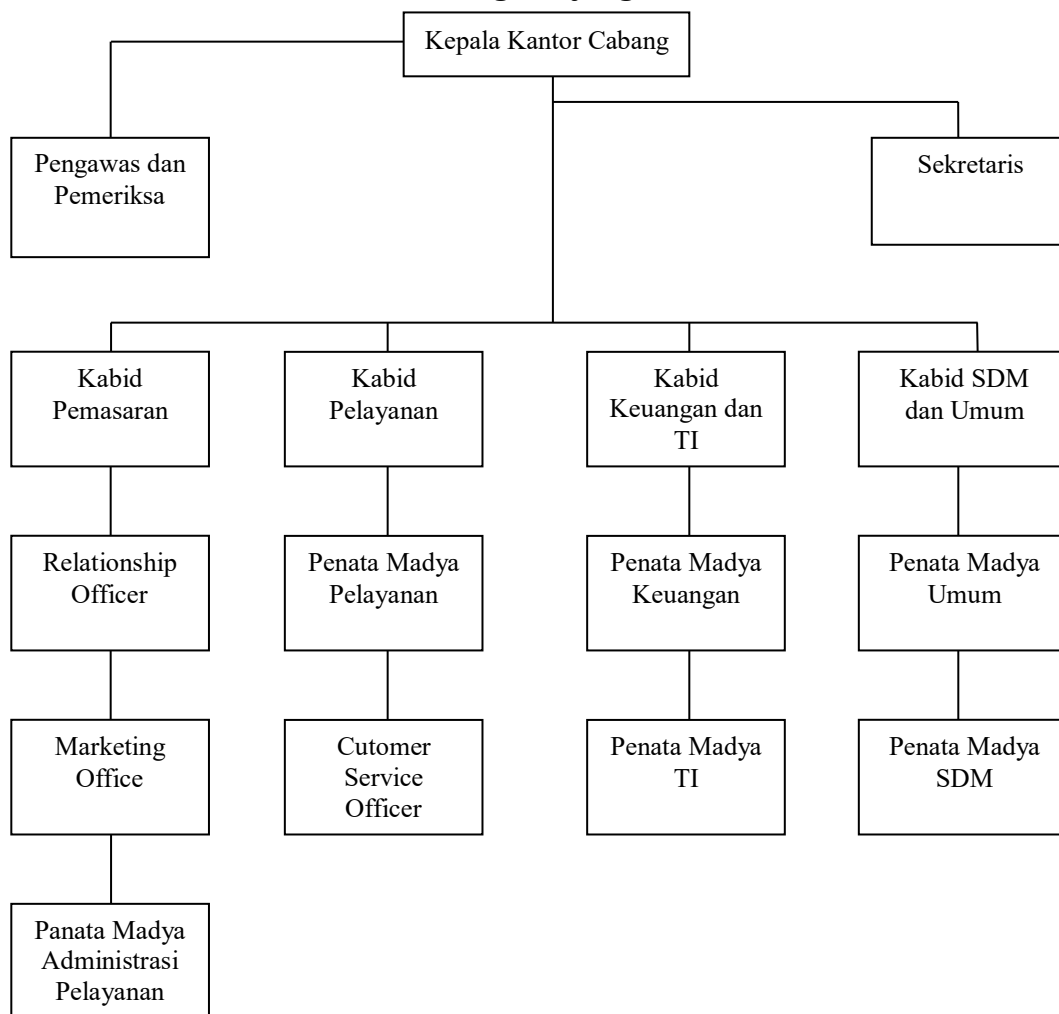 Kepala Kantor Cabang
Pengawas dan
Pemeriksa
Sekretaris
Kabid
Pemasaran
Kabid
Pelayanan
Kabid
Keuangan dan
TI
Kabid SDM
dan Umum
Relationship
Officer
Penata Madya
Pelayanan
Penata Madya
Keuangan
Penata Madya
Umum
Marketing
Office
Cutomer
Service
Officer
Penata Madya
TI
Penata Madya
SDM
Panata Madya
Administrasi
Pelayanan